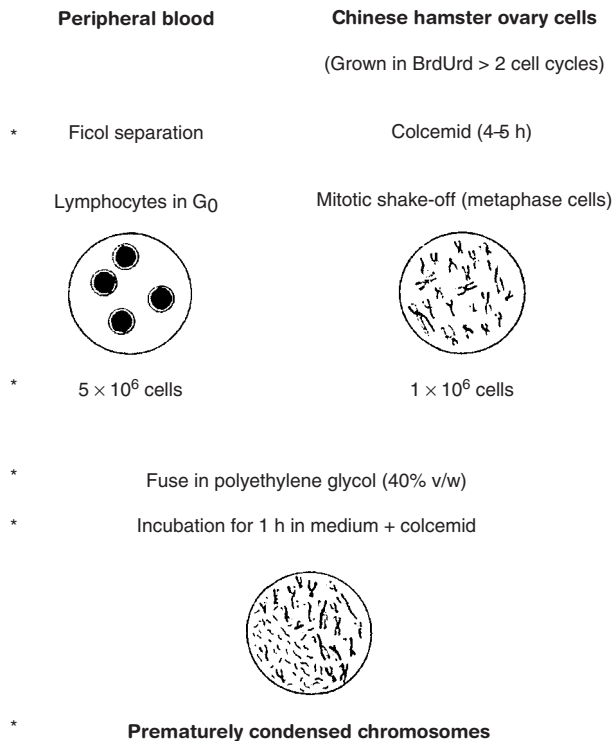 Peripheral blood
Chinese hamster ovary cells
(Grown in BrdUrd > 2 cell cycles)
* Ficol separation
Colcemid (4–5 h)
Lymphocytes in G0
Mitotic shake-off (metaphase cells)
* 5 × 10⁶ cells
1 × 10⁶ cells
* Fuse in polyethylene glycol (40% v/w)
* Incubation for 1 h in medium + colcemid
* Prematurely condensed chromosomes